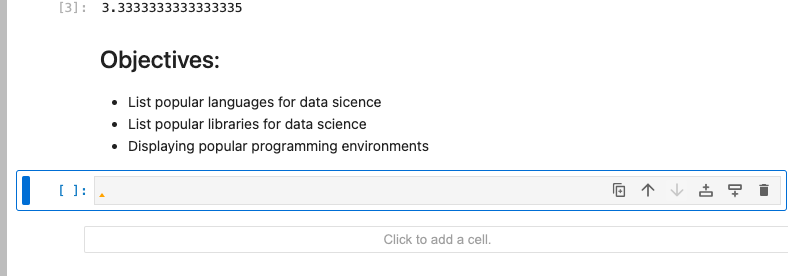 [3]: 3.3333333333333335
Objectives:
• List popular languages for data sicence
• List popular libraries for data science
• Displaying popular programming environments
[ ]:
Click to add a cell.